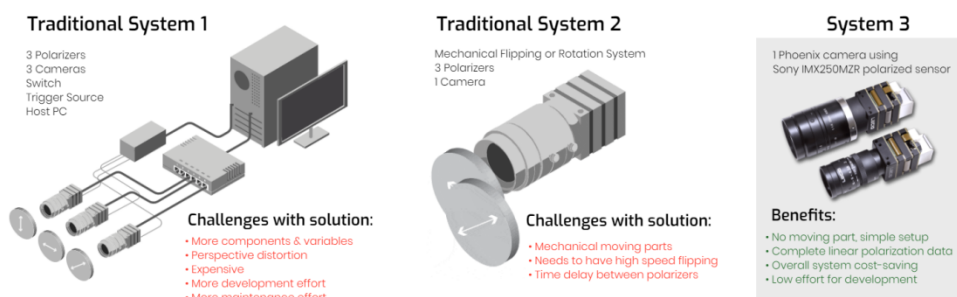 Traditional System 1
3 Polarizers
3 Cameras
Switch
Trigger Source
Host PC
Challenges with solution:
• More components & variables
• Perspective distortion
• Expensive
• More development effort
• More maintenance effort
Traditional System 2
Mechanical Flipping or Rotation System
3 Polarizers
1 Camera
Challenges with solution:
• Mechanical moving parts
• Needs to have high speed flipping
• Time delay between polarizers
System 3
1 Phoenix camera using
Sony IMX250MZR polarized sensor
Benefits:
• No moving part, simple setup
• Complete linear polarization data
• Overall system cost-saving
• Low effort for development